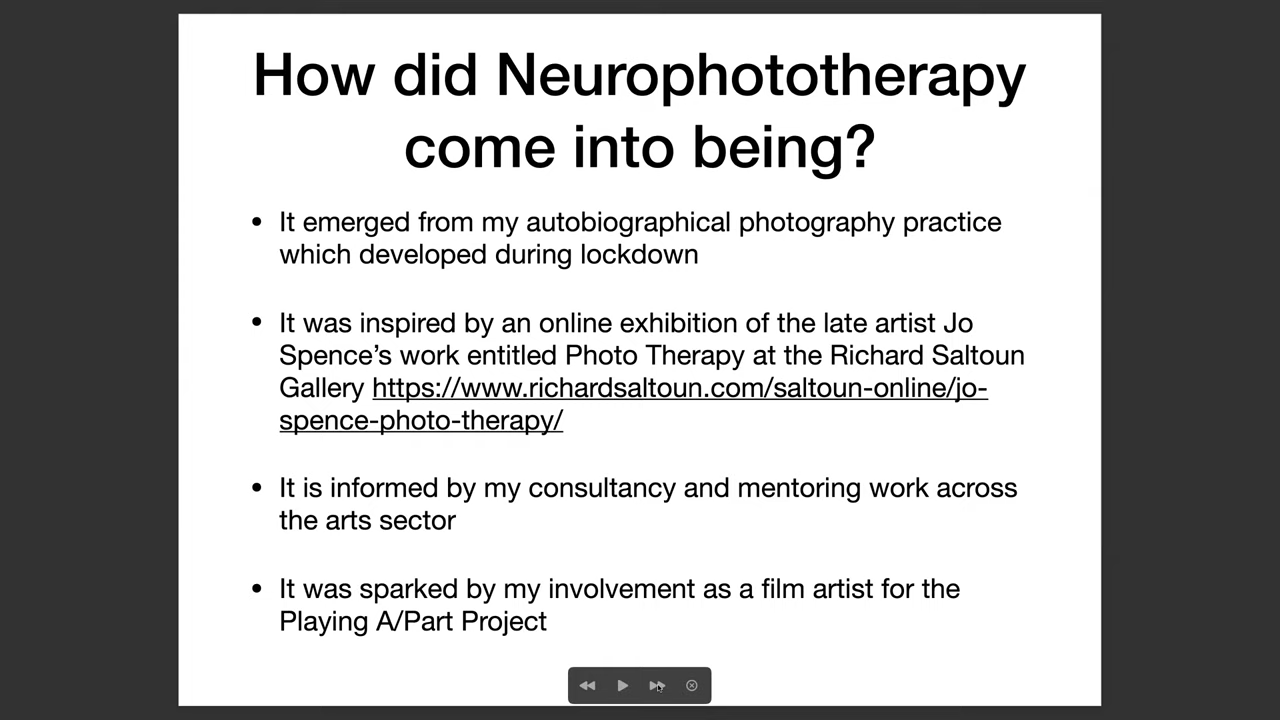 How did Neurophototherapy
come into being?
• It emerged from my autobiographical photography practice
which developed during lockdown
• It was inspired by an online exhibition of the late artist Jo
Spence’s work entitled Photo Therapy at the Richard Saltoun
Gallery https://www.richardsaltoun.com/saltoun-online/jo-
spence-photo-therapy/
• It is informed by my consultancy and mentoring work across
the arts sector
• It was sparked by my involvement as a film artist for the
Playing A/Part Project